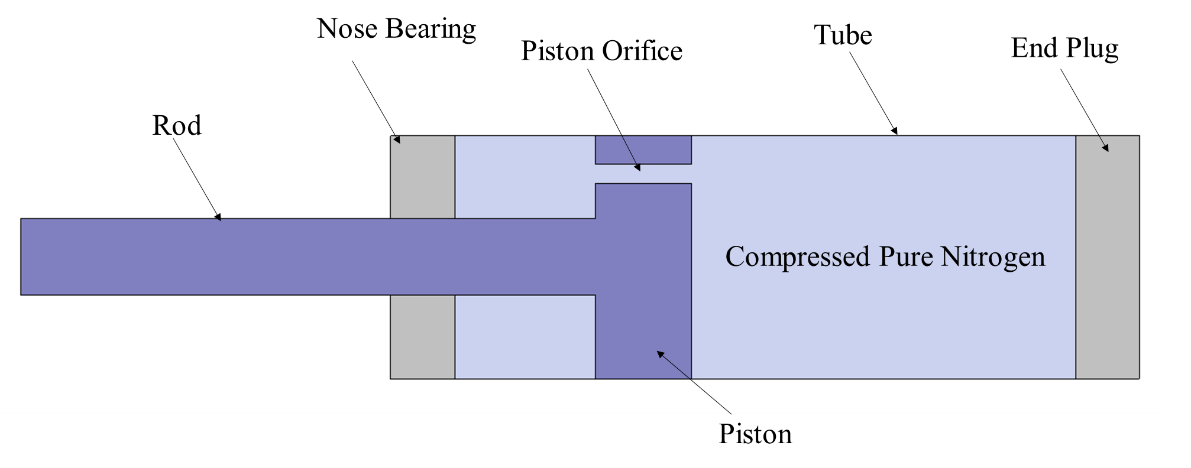 Nose Bearing
Piston Orifice
Tube
End Plug
Rod
Compressed Pure Nitrogen
Piston